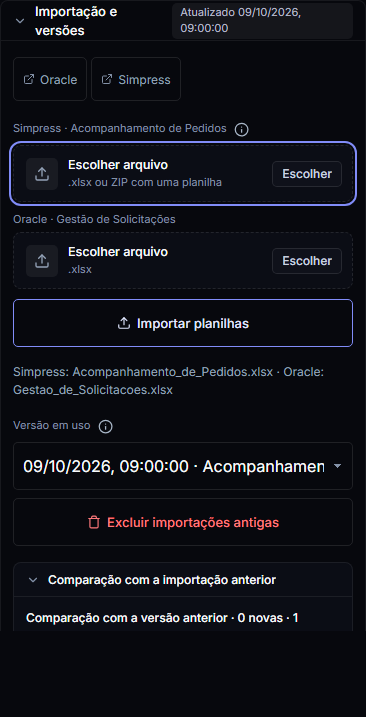 Importação e
versões
Atualizado 09/10/2026,
09:00:00
Oracle
Simpress
Simpress · Acompanhamento de Pedidos
Escolher arquivo
.xlsx ou ZIP com uma planilha
Escolher
Oracle · Gestão de Solicitações
Escolher arquivo
.xlsx
Escolher
Importar planilhas
Simpress: Acompanhamento_de_Pedidos.xlsx · Oracle:
Gestao_de_Solicitacoes.xlsx
Versão em uso
09/10/2026, 09:00:00 · Acompanhamen
Excluir importações antigas
Comparação com a importação anterior
Comparação com a versão anterior · 0 novas · 1